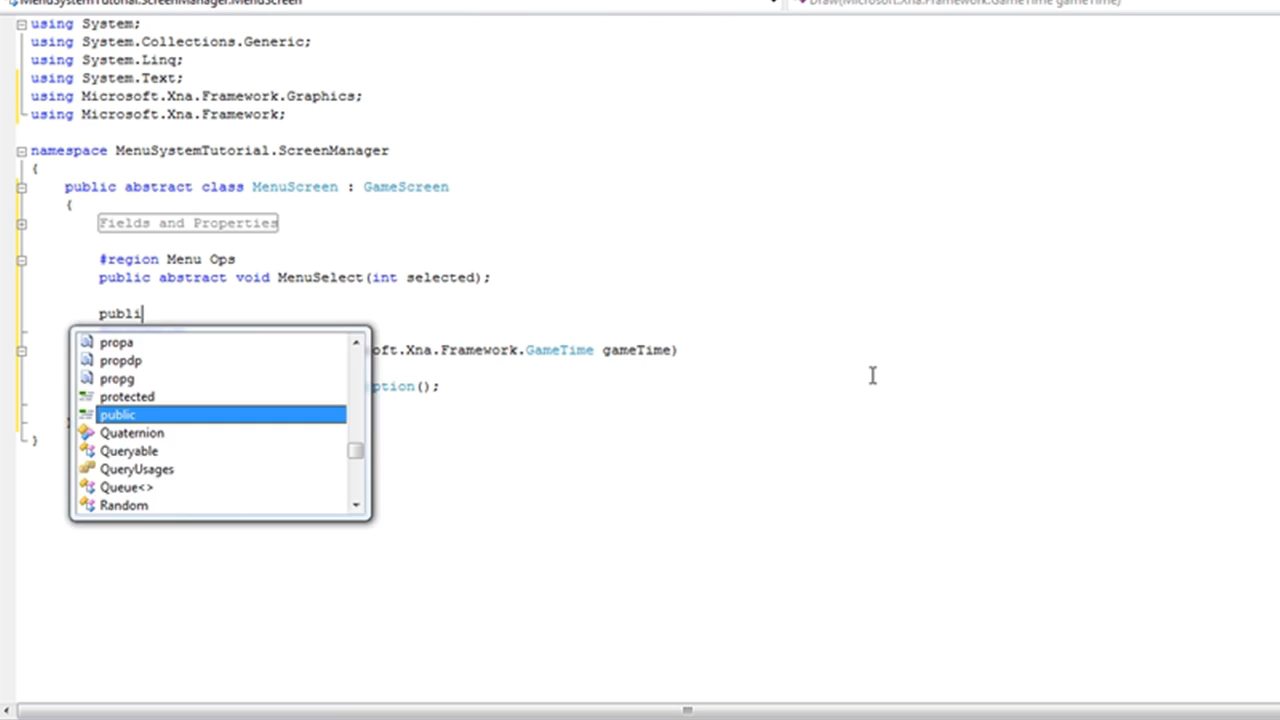 MenuSystemTutorial.ScreenManager.MenuScreen
Draw(Microsoft.Xna.Framework.GameTime gameTime)
using System;
using System.Collections.Generic;
using System.Linq;
using System.Text;
using Microsoft.Xna.Framework.Graphics;
using Microsoft.Xna.Framework;
namespace MenuSystemTutorial.ScreenManager
{
public abstract class MenuScreen : GameScreen
{
Fields and Properties
#region Menu Ops
public abstract void MenuSelect(int selected);
publi
propa
oft.Xna.Framework.GameTime gameTime)
propdp
propg
ption();
protected
public
Quaternion
}
Queryable
QueryUsages
Queue<>
Random